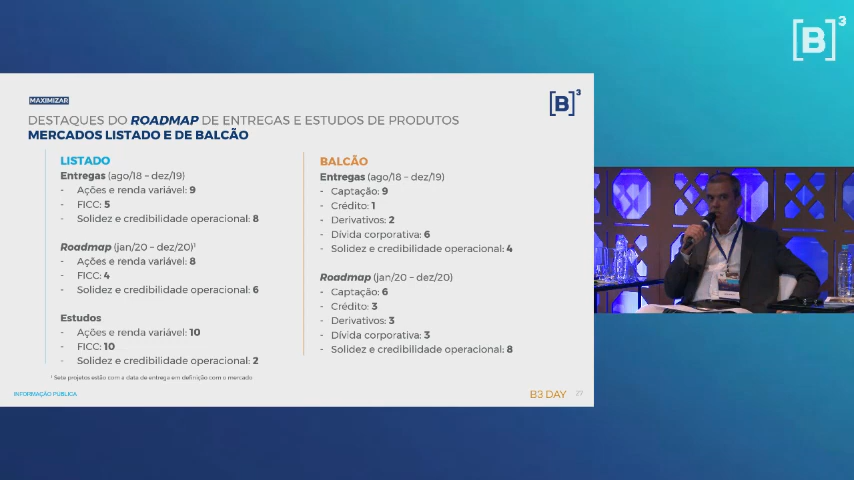 [B]³
MAXIMIZAR
[B]³
DESTAQUES DO ROADMAP DE ENTREGAS E ESTUDOS DE PRODUTOS
MERCADOS LISTADO E DE BALCÃO
LISTADO
Entregas (ago/18 – dez/19)
- Ações e renda variável: 9
- FICC: 5
- Solidez e credibilidade operacional: 8
Roadmap (jan/20 – dez/20)¹
- Ações e renda variável: 8
- FICC: 4
- Solidez e credibilidade operacional: 6
Estudos
- Ações e renda variável: 10
- FICC: 10
- Solidez e credibilidade operacional: 2
BALCÃO
Entregas (ago/18 – dez/19)
- Captação: 9
- Crédito: 1
- Derivativos: 2
- Dívida corporativa: 6
- Solidez e credibilidade operacional: 4
Roadmap (jan/20 – dez/20)
- Captação: 6
- Crédito: 3
- Derivativos: 3
- Dívida corporativa: 3
- Solidez e credibilidade operacional: 8
¹ Sete projetos estão com a data de entrega em definição com o mercado
INFORMAÇÃO PÚBLICA
B3 DAY 27